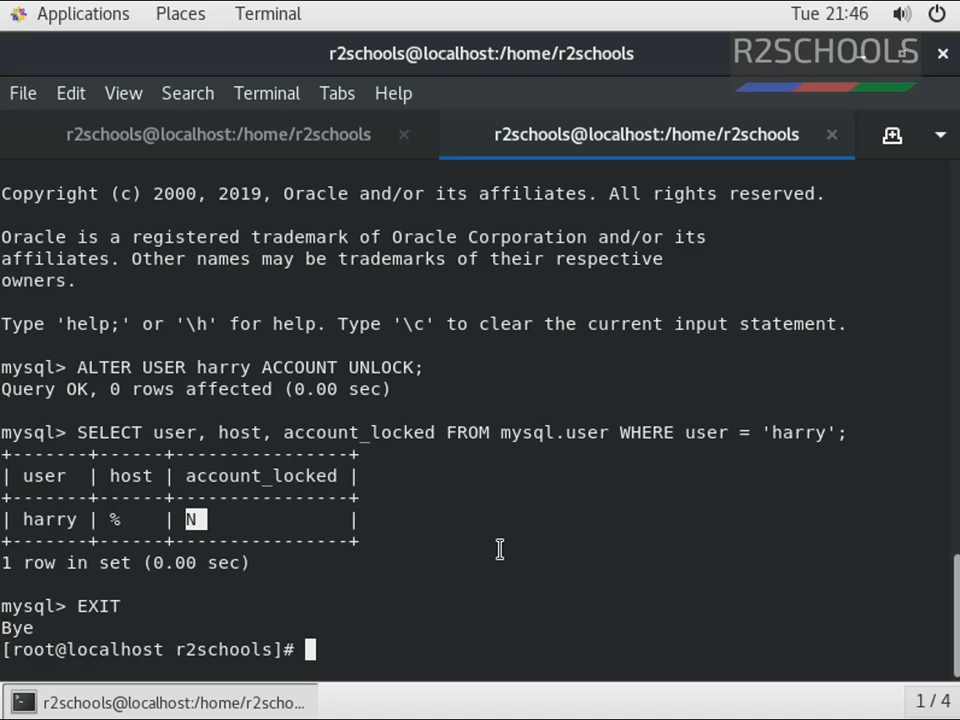 Applications Places Terminal Tue 21:46
r2schools@localhost:/home/r2schools
R2SCHOOLS
File Edit View Search Terminal Tabs Help
r2schools@localhost:/home/r2schools × r2schools@localhost:/home/r2schools ×
Copyright (c) 2000, 2019, Oracle and/or its affiliates. All rights reserved.
Oracle is a registered trademark of Oracle Corporation and/or its
affiliates. Other names may be trademarks of their respective
owners.
Type 'help;' or '\h' for help. Type '\c' to clear the current input statement.
mysql> ALTER USER harry ACCOUNT UNLOCK;
Query OK, 0 rows affected (0.00 sec)
mysql> SELECT user, host, account_locked FROM mysql.user WHERE user = 'harry';
+-------+------+----------------+
| user  | host | account_locked |
+-------+------+----------------+
| harry | %    | N              |
+-------+------+----------------+
1 row in set (0.00 sec)
mysql> EXIT
Bye
[root@localhost r2schools]#
r2schools@localhost:/home/r2scho...
1 / 4